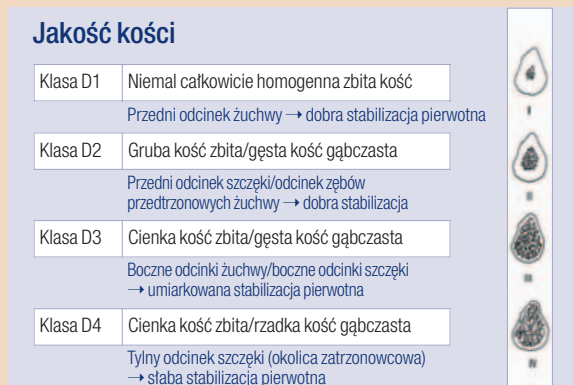 Jakość kości
Klasa D1 Niemal całkowicie homogenna zbita kość
Przedni odcinek żuchwy → dobra stabilizacja pierwotna
I
Klasa D2 Gruba kość zbita/gęsta kość gąbczasta
Przedni odcinek szczęki/odcinek zębów
przedtrzonowych żuchwy → dobra stabilizacja
II
Klasa D3 Cienka kość zbita/gęsta kość gąbczasta
Boczne odcinki żuchwy/boczne odcinki szczęki
→ umiarkowana stabilizacja pierwotna
III
Klasa D4 Cienka kość zbita/rzadka kość gąbczasta
Tylny odcinek szczęki (okolica zatrzonowcowa)
→ słaba stabilizacja pierwotna
IV